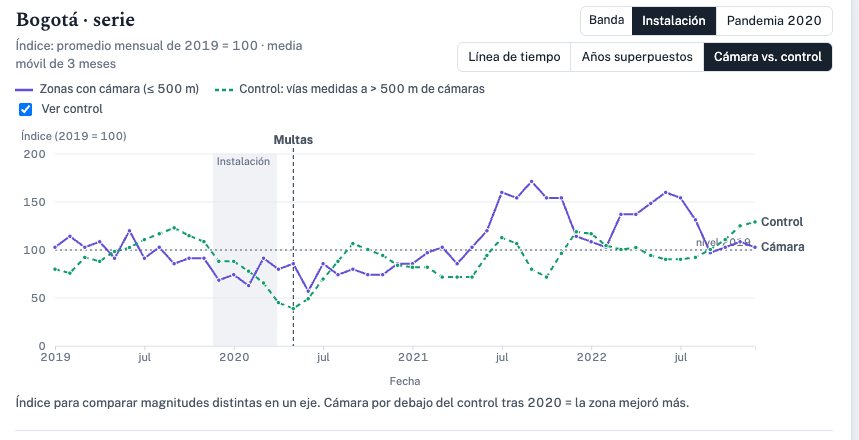 Bogotá · serie
Banda Instalación Pandemia 2020
Índice: promedio mensual de 2019 = 100 · media
móvil de 3 meses
Línea de tiempo Años superpuestos Cámara vs. control
Zonas con cámara (≤ 500 m) Control: vías medidas a > 500 m de cámaras
Ver control
Índice (2019 = 100)
Multas
200
Instalación
150
Control
nivel 2019
100
Cámara
50
0
2019 jul 2020 jul 2021 jul 2022 jul
Fecha
Índice para comparar magnitudes distintas en un eje. Cámara por debajo del control tras 2020 = la zona mejoró más.